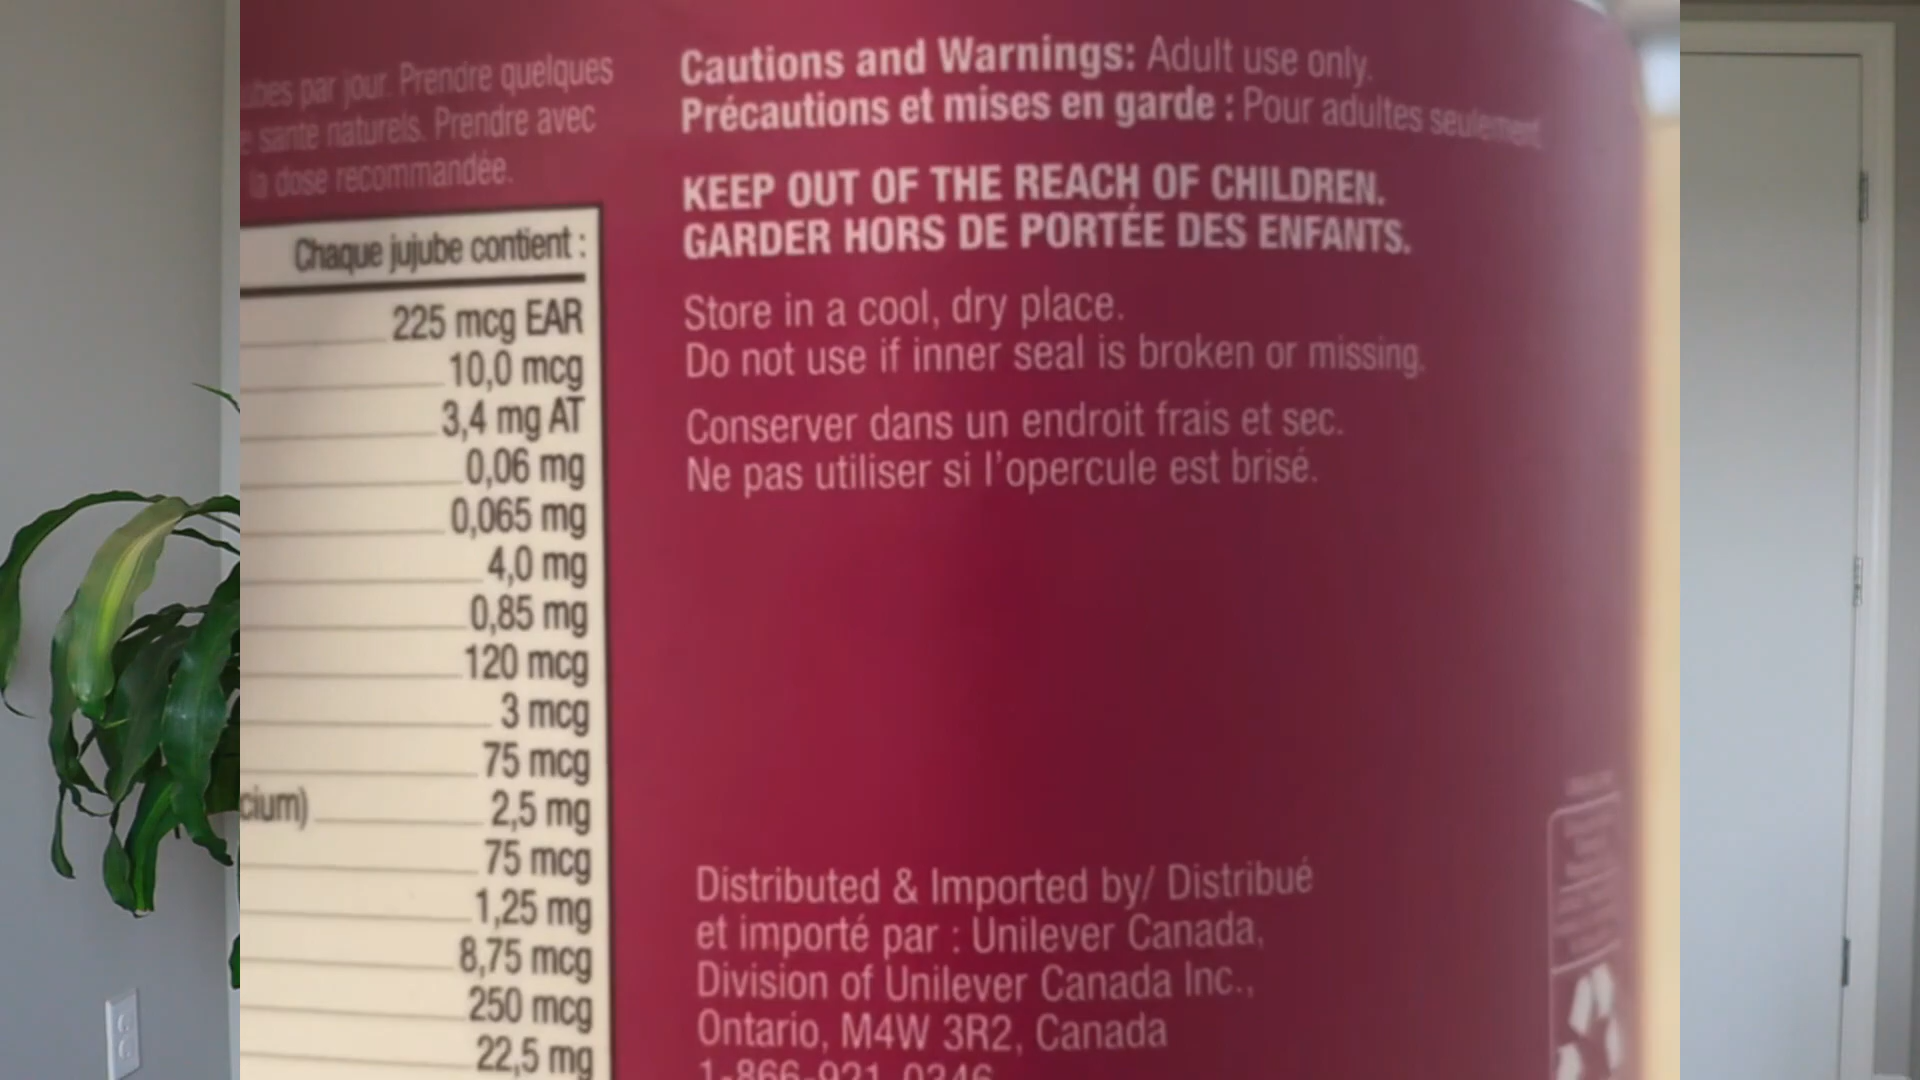 par jour. Prendre quelques
santé naturels. Prendre avec
la dose recommandée.
Chaque jujube contient :
225 mcg EAR
10,0 mcg
3,4 mg AT
0,06 mg
0,065 mg
4,0 mg
0,85 mg
120 mcg
3 mcg
75 mcg
cium) 2,5 mg
75 mcg
1,25 mg
8,75 mcg
250 mcg
22,5 mg
Cautions and Warnings: Adult use only.
Précautions et mises en garde : Pour adultes seulement
KEEP OUT OF THE REACH OF CHILDREN.
GARDER HORS DE PORTÉE DES ENFANTS.
Store in a cool, dry place.
Do not use if inner seal is broken or missing.
Conserver dans un endroit frais et sec.
Ne pas utiliser si l'opercule est brisé.
Distributed & Imported by/ Distribué
et importé par : Unilever Canada,
Division of Unilever Canada Inc.,
Ontario, M4W 3R2, Canada
1-866-921-0346